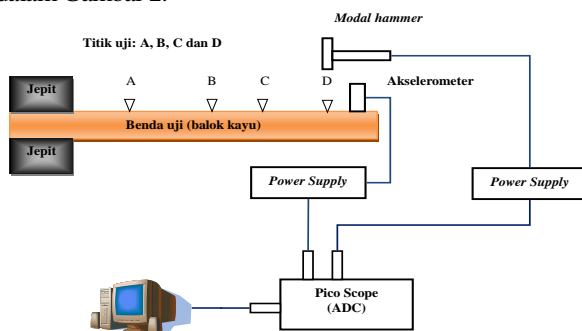 Titik uji: A, B, C dan D
Modal hammer
Jepit
A
B
C
D
Akselerometer
Benda uji (balok kayu)
Jepit
Power Supply
Power Supply
Pico Scope
(ADC)